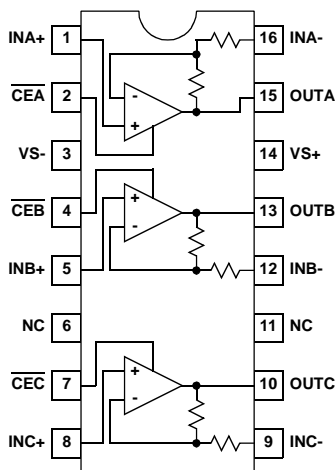 INA+ 1 16 INA-
CEA 2 - + 15 OUTA
VS- 3 14 VS+
CEB 4 + - 13 OUTB
INB+ 5 12 INB-
NC 6 11 NC
CEC 7 + - 10 OUTC
INC+ 8 9 INC-